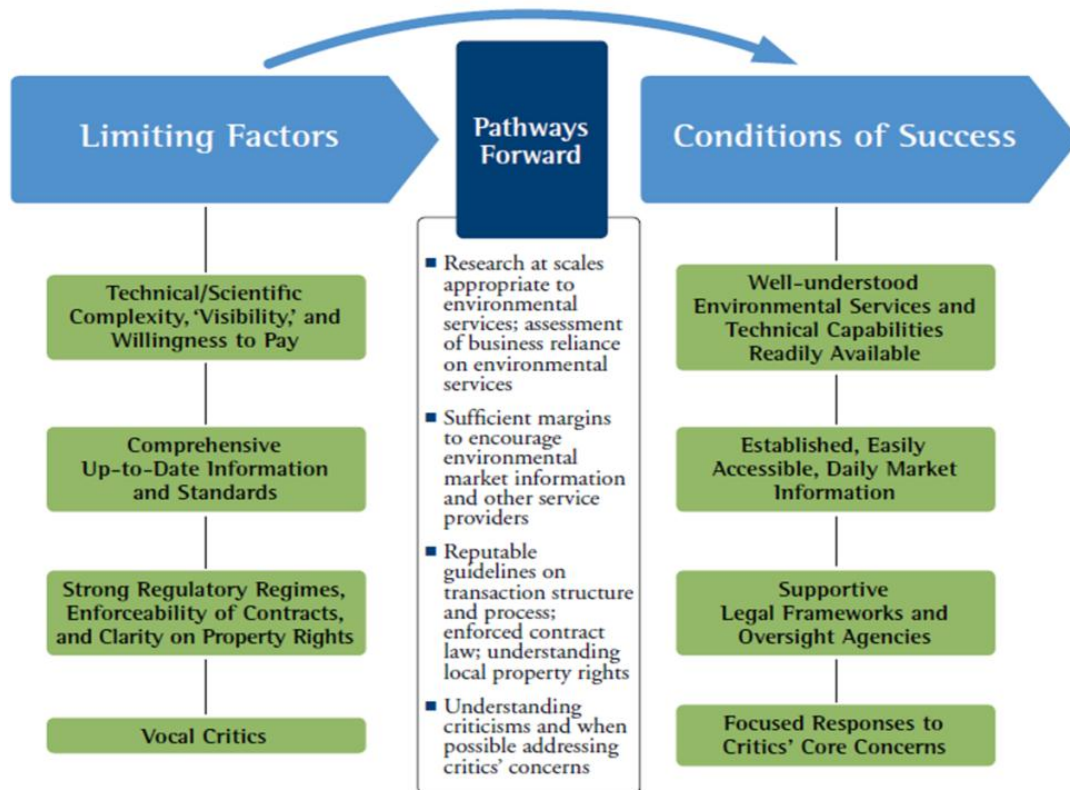 Limiting Factors
Technical/Scientific
Complexity, ‘Visibility,’ and
Willingness to Pay
Comprehensive
Up-to-Date Information
and Standards
Strong Regulatory Regimes,
Enforceability of Contracts,
and Clarity on Property Rights
Vocal Critics
Pathways
Forward
■ Research at scales
appropriate to
environmental
services; assessment
of business reliance
on environmental
services
■ Sufficient margins
to encourage
environmental
market information
and other service
providers
■ Reputable
guidelines on
transaction structure
and process;
enforced contract
law; understanding
local property rights
■ Understanding
criticisms and when
possible addressing
critics’ concerns
Conditions of Success
Well-understood
Environmental Services and
Technical Capabilities
Readily Available
Established, Easily
Accessible, Daily Market
Information
Supportive
Legal Frameworks and
Oversight Agencies
Focused Responses to
Critics’ Core Concerns